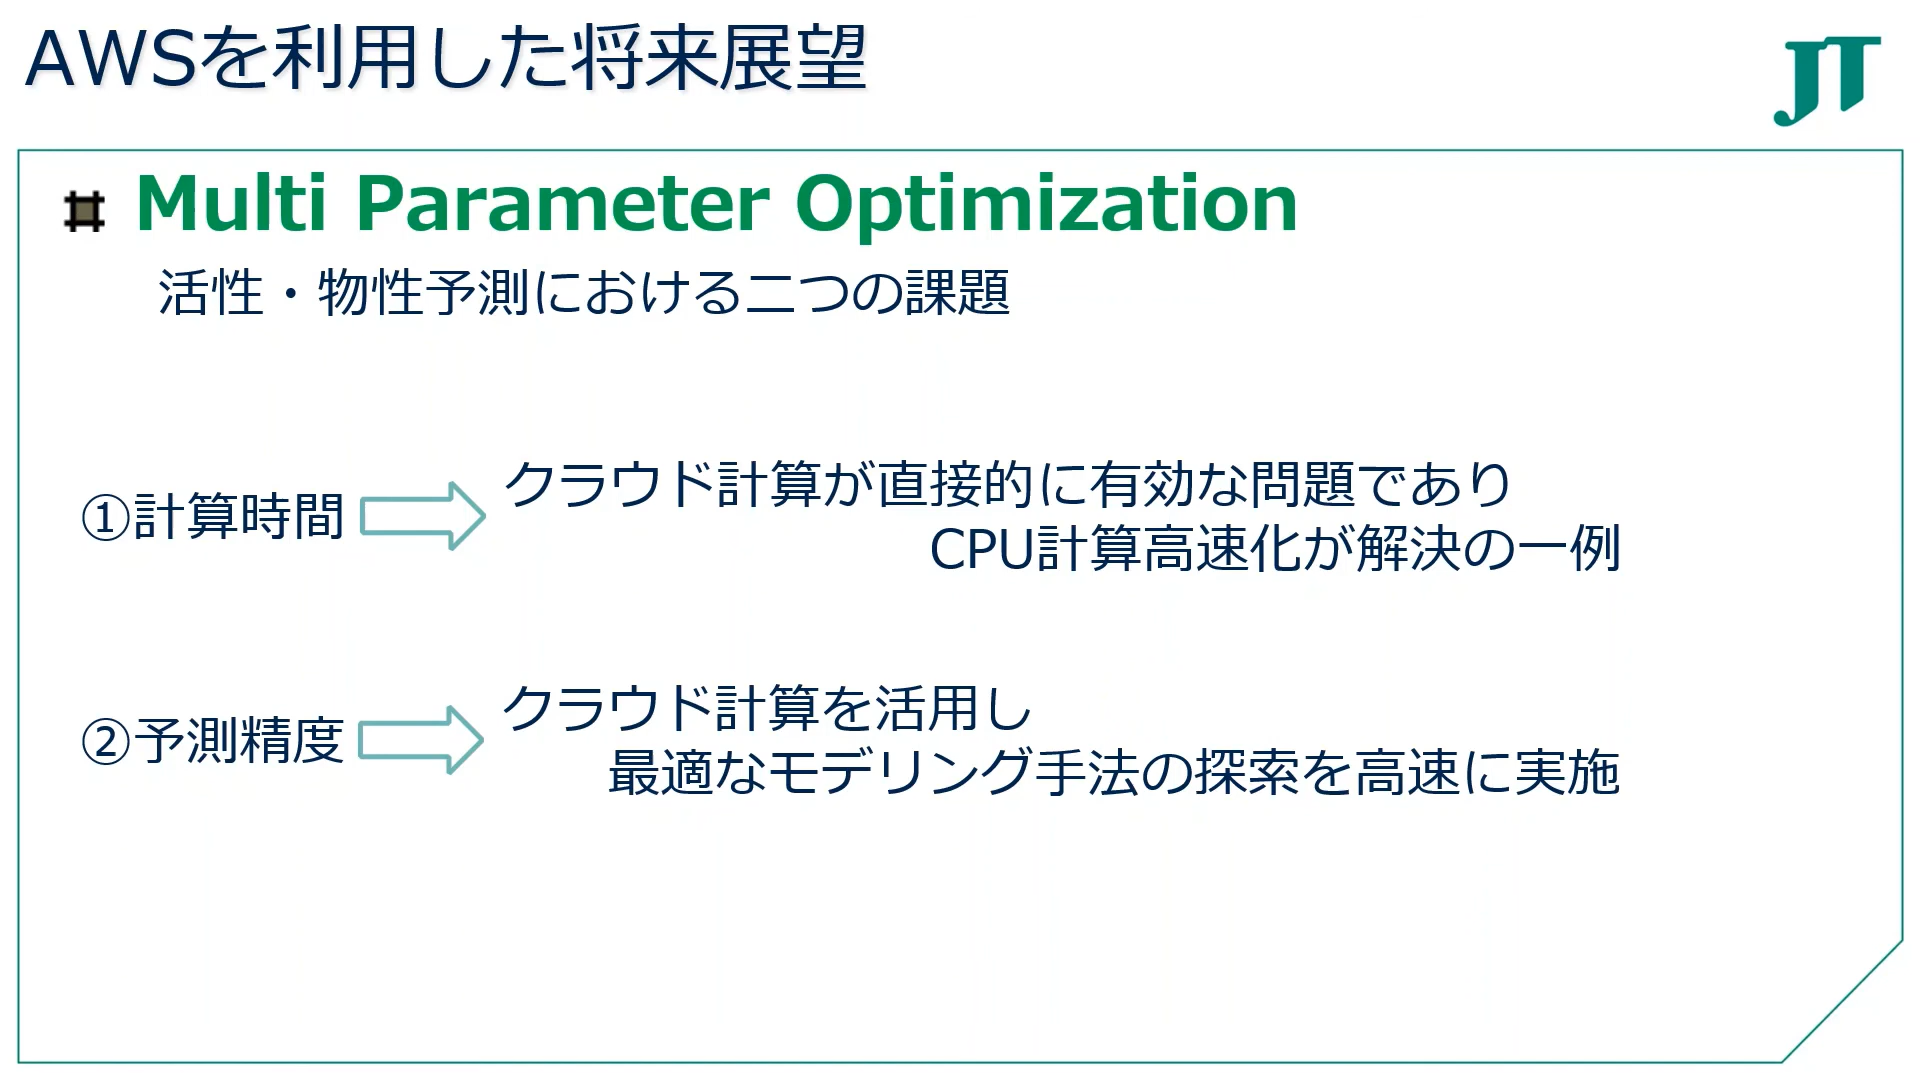 AWSを利用した将来展望
JT
Multi Parameter Optimization
活性・物性予測における二つの課題
①計算時間
クラウド計算が直接的に有効な問題であり
CPU計算高速化が解決の一例
②予測精度
クラウド計算を活用し
最適なモデリング手法の探索を高速に実施